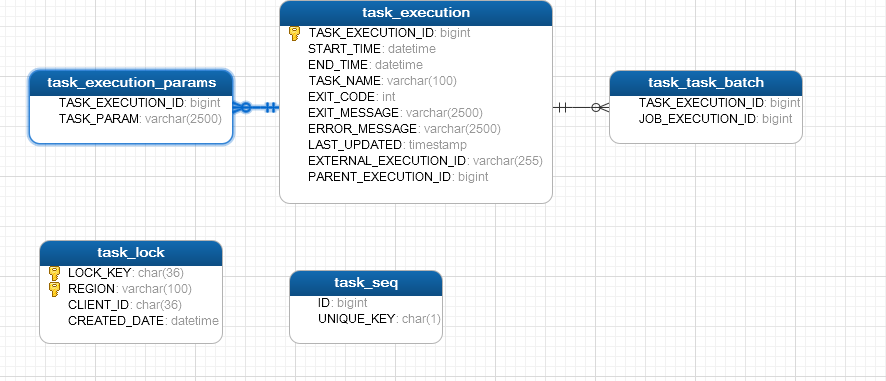 task_execution
TASK_EXECUTION_ID: bigint
START_TIME: datetime
END_TIME: datetime
TASK_NAME: varchar(100)
EXIT_CODE: int
EXIT_MESSAGE: varchar(2500)
ERROR_MESSAGE: varchar(2500)
LAST_UPDATED: timestamp
EXTERNAL_EXECUTION_ID: varchar(255)
PARENT_EXECUTION_ID: bigint
task_execution_params
TASK_EXECUTION_ID: bigint
TASK_PARAM: varchar(2500)
task_task_batch
TASK_EXECUTION_ID: bigint
JOB_EXECUTION_ID: bigint
task_lock
LOCK_KEY: char(36)
REGION: varchar(100)
CLIENT_ID: char(36)
CREATED_DATE: datetime
task_seq
ID: bigint
UNIQUE_KEY: char(1)